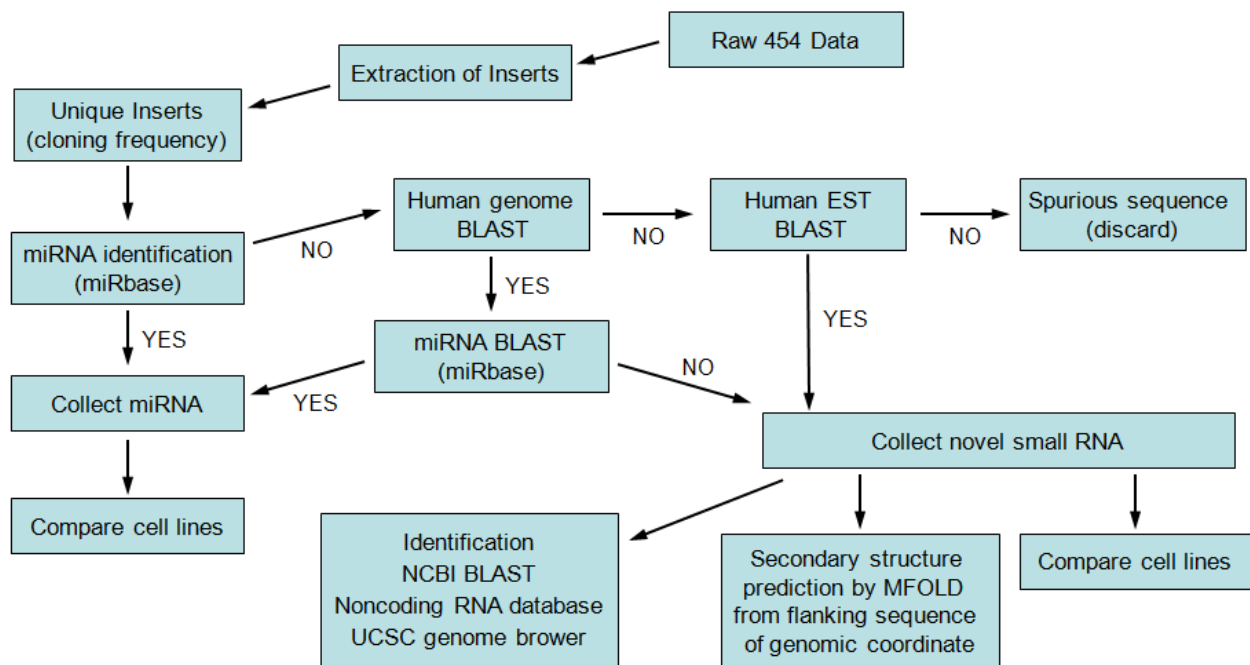 Raw 454 Data
Extraction of Inserts
Unique Inserts
(cloning frequency)
Human genome
BLAST
Human EST
BLAST
Spurious sequence
(discard)
NO
NO
NO
miRNA identification
(miRbase)
YES
YES
YES
miRNA BLAST
(miRbase)
NO
YES
Collect miRNA
Collect novel small RNA
Compare cell lines
Identification
NCBI BLAST
Noncoding RNA database
UCSC genome brower
Secondary structure
prediction by MFOLD
from flanking sequence
of genomic coordinate
Compare cell lines